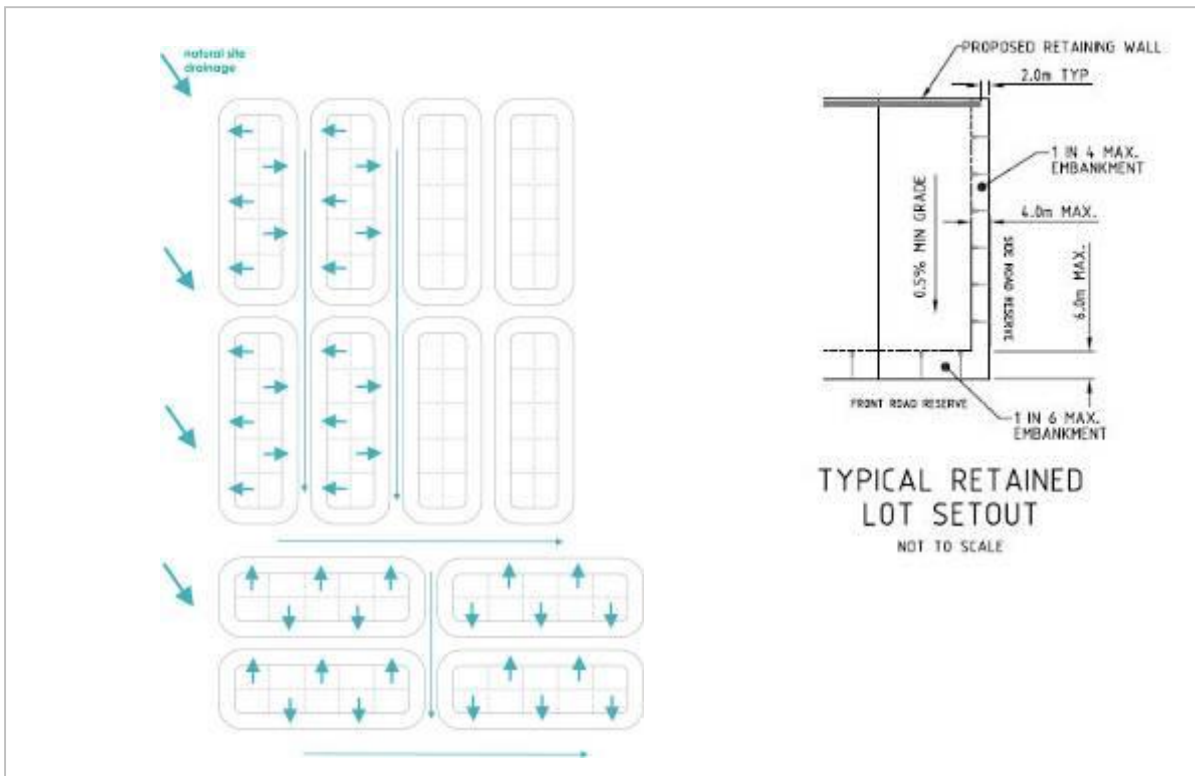 natural site
drainage
PROPOSED RETAINING WALL
2.0m TYP
1 IN 4 MAX.
EMBANKMENT
0.5% MIN GRADE
4.0m MAX.
SIDE ROAD RESERVE
6.0m MAX.
FRONT ROAD RESERVE
1 IN 6 MAX.
EMBANKMENT
TYPICAL RETAINED
LOT SETOUT
NOT TO SCALE